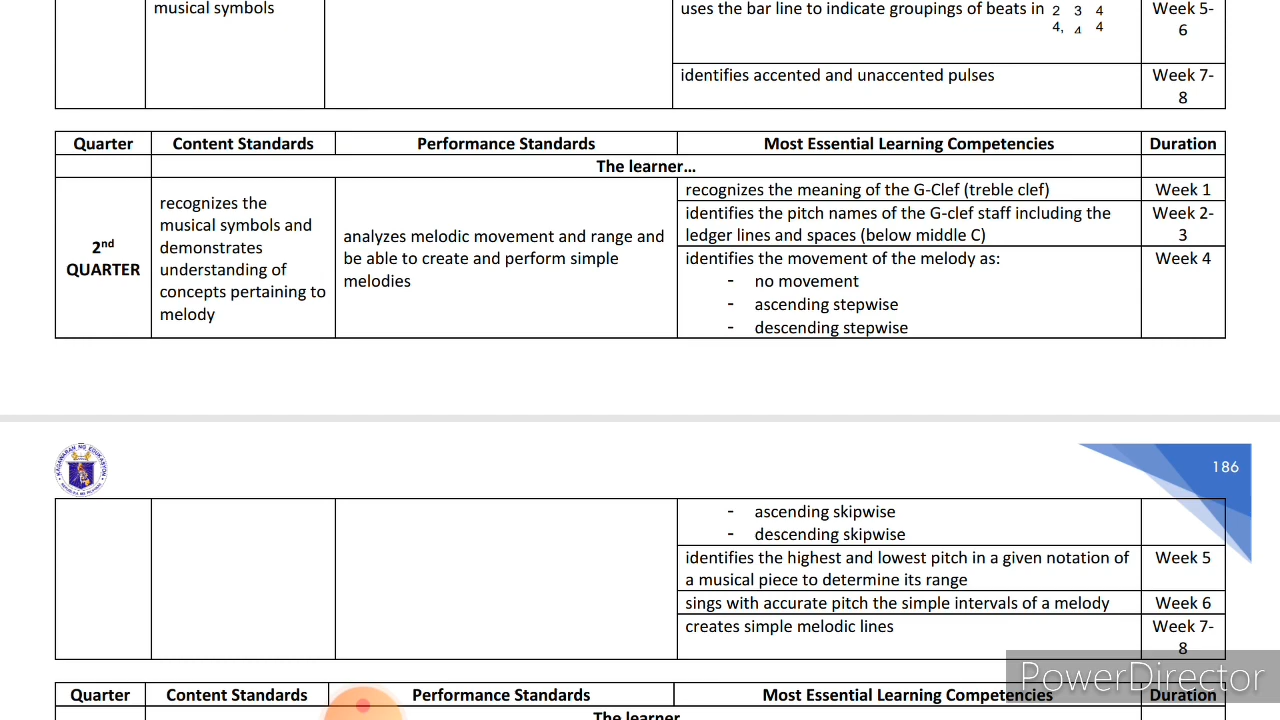 musical symbols
uses the bar line to indicate groupings of beats in 2 3 4
4, 4 4
Week 5-
6
identifies accented and unaccented pulses
Week 7-
8
Quarter Content Standards Performance Standards Most Essential Learning Competencies Duration
The learner…
2nd
QUARTER
recognizes the
musical symbols and
demonstrates
understanding of
concepts pertaining to
melody
analyzes melodic movement and range and
be able to create and perform simple
melodies
recognizes the meaning of the G-Clef (treble clef)
Week 1
identifies the pitch names of the G-clef staff including the
ledger lines and spaces (below middle C)
Week 2-
3
identifies the movement of the melody as:
- no movement
- ascending stepwise
- descending stepwise
Week 4
KAGAWARAN NG EDUKASYON
186
- ascending skipwise
- descending skipwise
identifies the highest and lowest pitch in a given notation of
a musical piece to determine its range
Week 5
sings with accurate pitch the simple intervals of a melody
Week 6
creates simple melodic lines
Week 7-
8
PowerDirector
Quarter Content Standards Performance Standards Most Essential Learning Competencies Duration
The learner